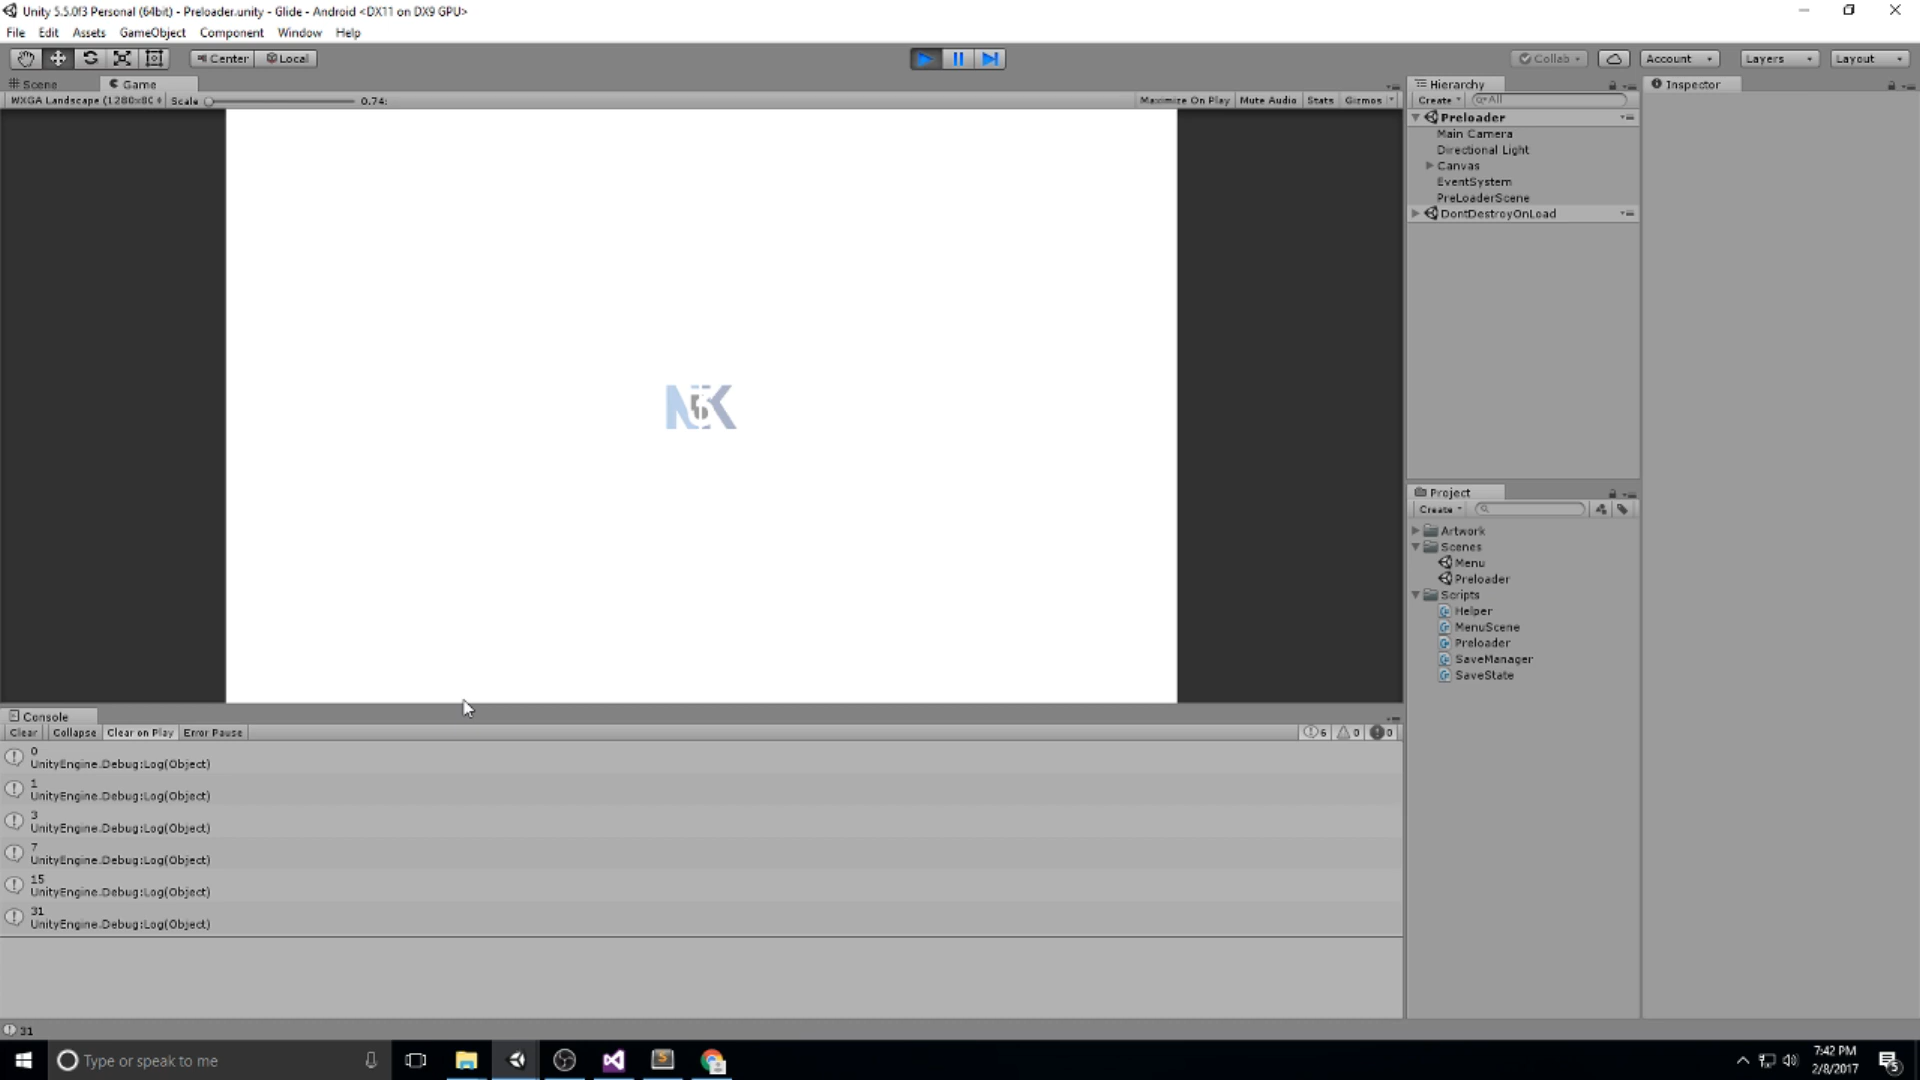 Unity 5.5.0f3 Personal (64bit) - Preloader.unity - Glide - Android <DX11 on DX9 GPU>
File Edit Assets GameObject Component Window Help
Center Local
Collab Account Layers Layout
Scene Game
WXGA Landscape (1280x80 Scale 0.74:
Maximize On Play Mute Audio Stats Gizmos
Hierarchy
Create All
Preloader
Main Camera
Directional Light
Canvas
EventSystem
PreLoaderScene
DontDestroyOnLoad
Inspector
Project
Create
Artwork
Scenes
Menu
Preloader
Scripts
Helper
MenuScene
Preloader
SaveManager
SaveState
Console
Clear Collapse Clear on Play Error Pause
6 0 0
0
UnityEngine.Debug:Log(Object)
1
UnityEngine.Debug:Log(Object)
3
UnityEngine.Debug:Log(Object)
7
UnityEngine.Debug:Log(Object)
15
UnityEngine.Debug:Log(Object)
31
UnityEngine.Debug:Log(Object)
31
Type or speak to me
7:42 PM
2/8/2017
5